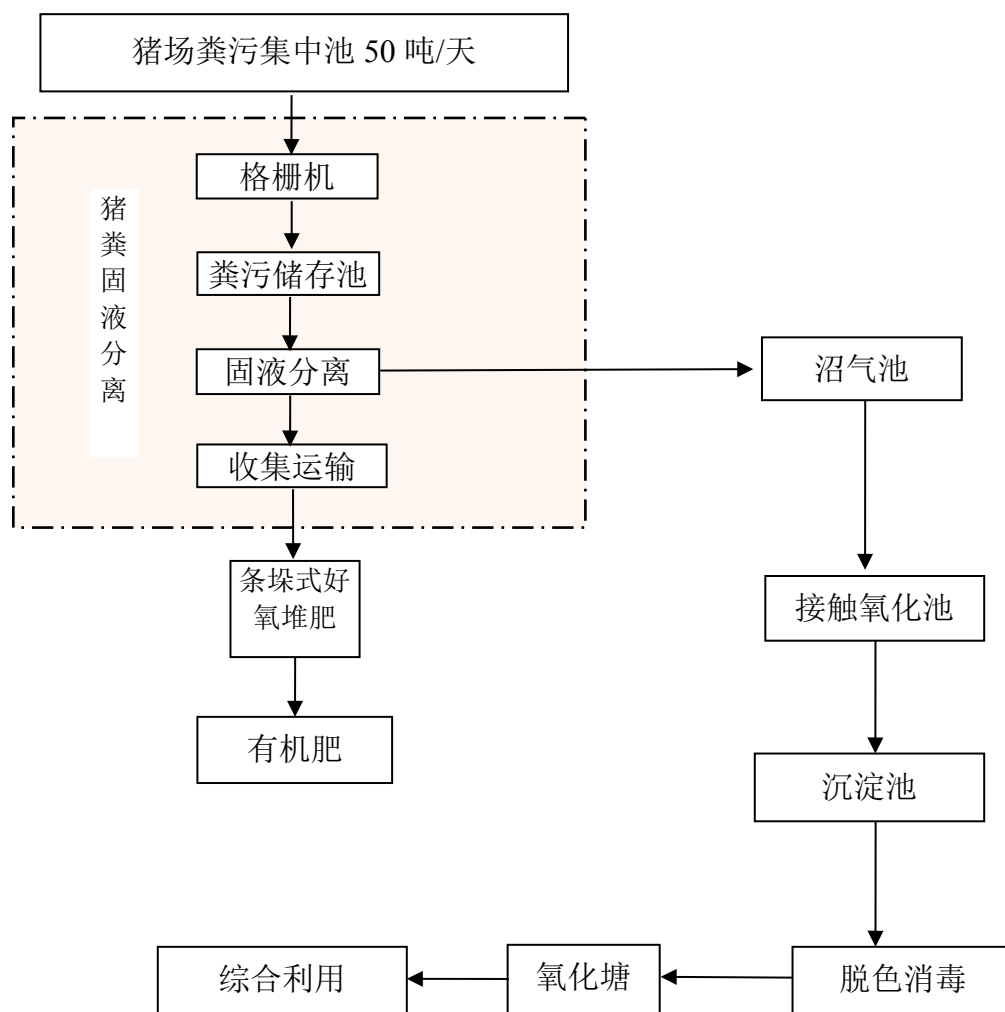 猪场粪污集中池 50 吨/天
格栅机
猪
粪
固
液
分
离
粪污储存池
固液分离
收集运输
条垛式好
氧堆肥
有机肥
沼气池
接触氧化池
沉淀池
脱色消毒
氧化塘
综合利用